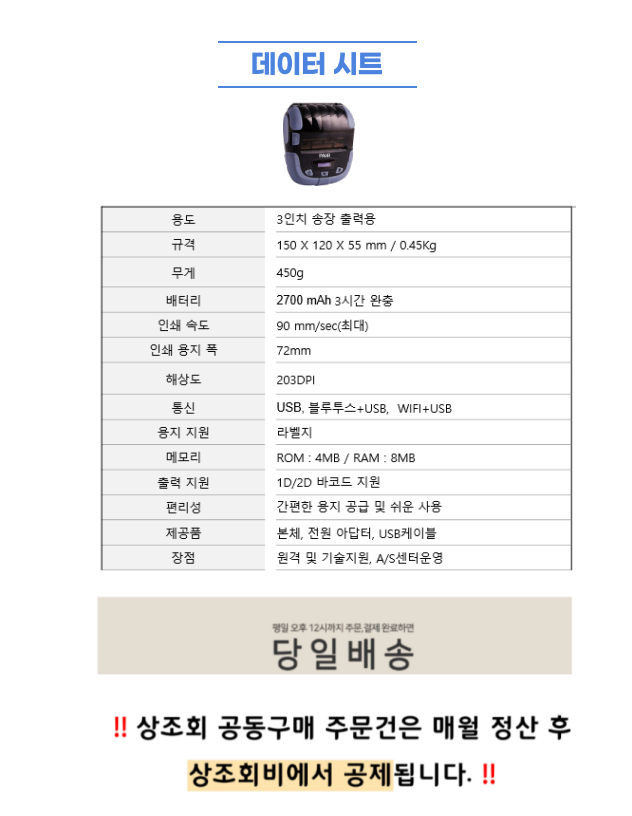 데이터 시트
용도 3인치 송장 출력용
규격 150 X 120 X 55 mm / 0.45Kg
무게 450g
배터리 2700 mAh 3시간 완충
인쇄 속도 90 mm/sec(최대)
인쇄 용지 폭 72mm
해상도 203DPI
통신 USB, 블루투스+USB, WIFI+USB
용지 지원 라벨지
메모리 ROM : 4MB / RAM : 8MB
출력 지원 1D/2D 바코드 지원
편리성 간편한 용지 공급 및 쉬운 사용
제공품 본체, 전원 아답터, USB케이블
장점 원격 및 기술지원, A/S센터운영
평일 오후 12시까지 주문,결제 완료하면
당일배송
!! 상조회 공동구매 주문건은 매월 정산 후
상조회비에서 공제됩니다. !!